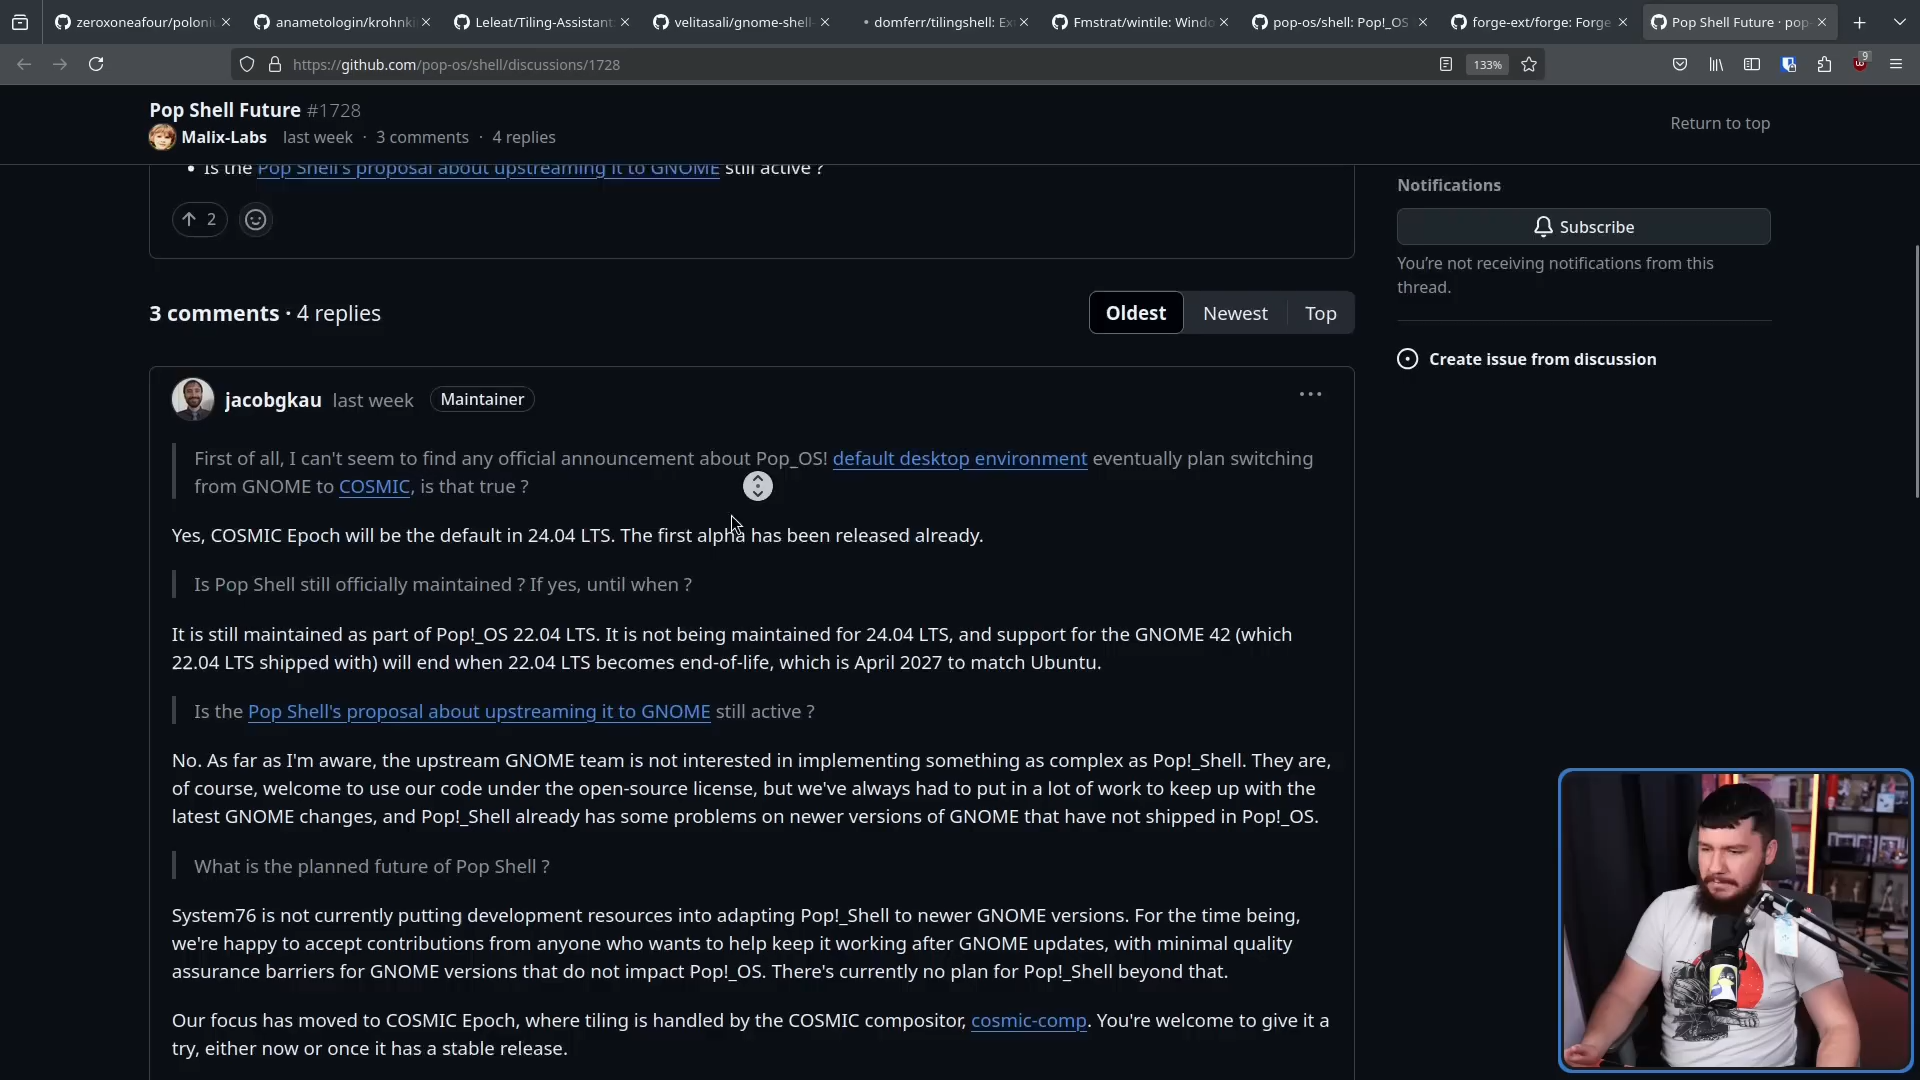 zeroxoneafour/poloni
anametologin/krohnki
Leleat/Tiling-Assistant
velitasali/gnome-shell-
domferr/tilingshell: Ex
Fmstrat/wintile: Windo
pop-os/shell: Pop!_OS
forge-ext/forge: Forge
Pop Shell Future · pop-
https://github.com/pop-os/shell/discussions/1728
133%
9
Pop Shell Future #1728
Malix-Labs last week · 3 comments · 4 replies
Return to top
• Is the Pop Shell's proposal about upstreaming it to GNOME still active ?
2
Notifications
Subscribe
You're not receiving notifications from this
thread.
Create issue from discussion
3 comments · 4 replies
Oldest Newest Top
jacobgkau last week Maintainer
First of all, I can't seem to find any official announcement about Pop_OS! default desktop environment eventually plan switching
from GNOME to COSMIC, is that true ?
Yes, COSMIC Epoch will be the default in 24.04 LTS. The first alpha has been released already.
Is Pop Shell still officially maintained ? If yes, until when ?
It is still maintained as part of Pop!_OS 22.04 LTS. It is not being maintained for 24.04 LTS, and support for the GNOME 42 (which
22.04 LTS shipped with) will end when 22.04 LTS becomes end-of-life, which is April 2027 to match Ubuntu.
Is the Pop Shell's proposal about upstreaming it to GNOME still active ?
No. As far as I'm aware, the upstream GNOME team is not interested in implementing something as complex as Pop!_Shell. They are,
of course, welcome to use our code under the open-source license, but we've always had to put in a lot of work to keep up with the
latest GNOME changes, and Pop!_Shell already has some problems on newer versions of GNOME that have not shipped in Pop!_OS.
What is the planned future of Pop Shell ?
System76 is not currently putting development resources into adapting Pop!_Shell to newer GNOME versions. For the time being,
we're happy to accept contributions from anyone who wants to help keep it working after GNOME updates, with minimal quality
assurance barriers for GNOME versions that do not impact Pop!_OS. There's currently no plan for Pop!_Shell beyond that.
Our focus has moved to COSMIC Epoch, where tiling is handled by the COSMIC compositor, cosmic-comp. You're welcome to give it a
try, either now or once it has a stable release.